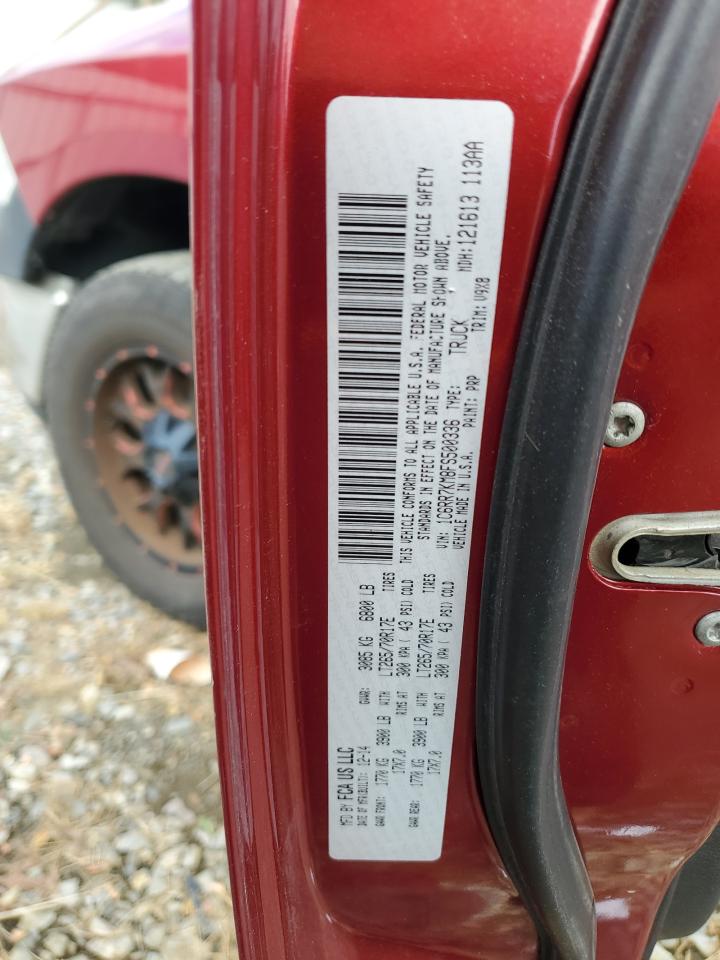 MFD BY FCA US LLC
DATE OF MFR(BUILT): 12-14 GVWR: 3085 KG 6800 LB
GAWR FRONT: 1770 KG 3900 LB WITH LT265/70R17E TIRES
17X7.0 RIMS AT 300 KPA ( 43 PSI) COLD
GAWR REAR: 1770 KG 3900 LB WITH LT265/70R17E TIRES
17X7.0 RIMS AT 300 KPA ( 43 PSI) COLD
THIS VEHICLE CONFORMS TO ALL APPLICABLE U.S.A. FEDERAL MOTOR VEHICLE SAFETY
STANDARDS IN EFFECT ON THE DATE OF MANUFACTURE SHOWN ABOVE.
VIN: 1C6RR7KM8FS500336 TYPE: TRUCK MDH:121613 113AA
VEHICLE MADE IN U.S.A. PAINT: PRP TRIM: V9X8